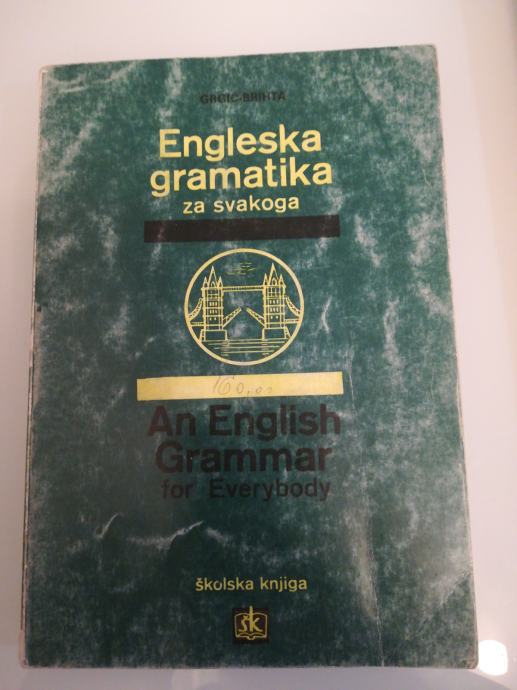 GRGIĆ-BRIHTA
Engleska
gramatika
za svakoga
160,00
An English
Grammar
for Everybody
školska knjiga
ŠK